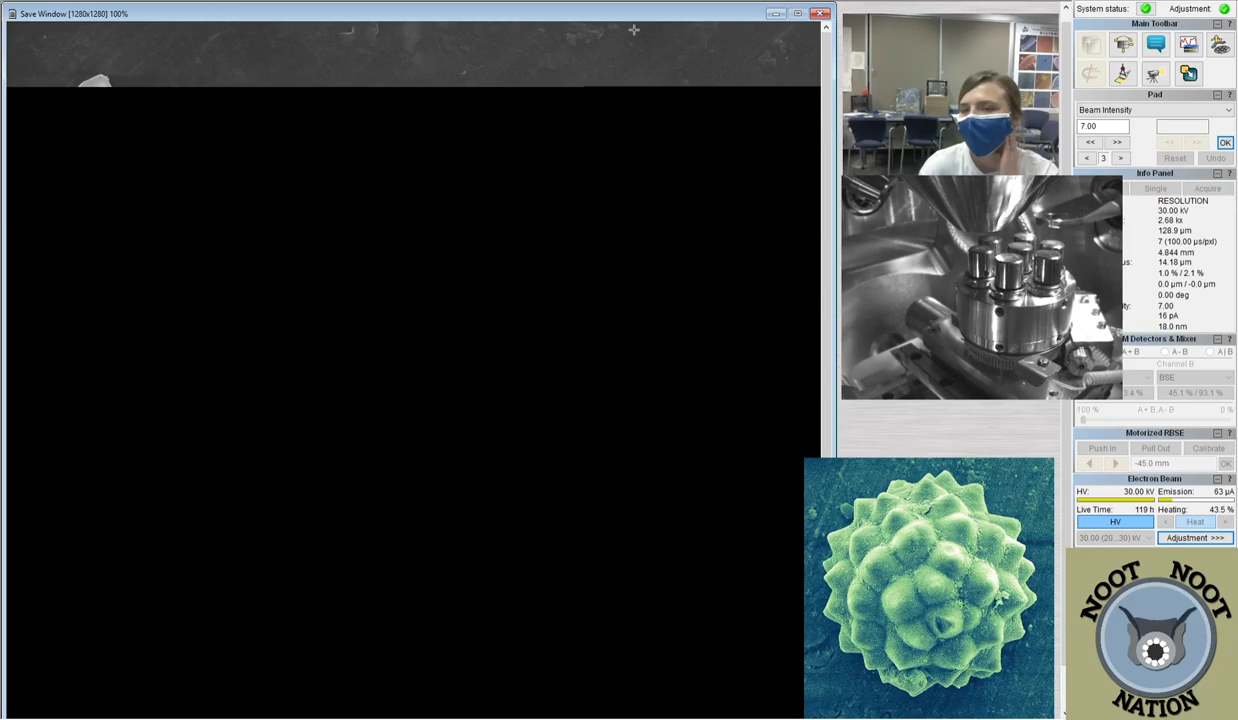 Save Window [1280x1280] 100%
System status: Adjustment:
Main Toolbar
Pad
Beam Intensity
7.00
<< >> << >> OK
< 3 > Reset Undo
Info Panel
Single Acquire
RESOLUTION
30.00 kV
2.68 kx
128.9 µm
7 (100.00 µs/pxl)
4.844 mm
us: 14.18 µm
1.0 % / 2.1 %
0.0 µm / -0.0 µm
0.00 deg
ity: 7.00
16 pA
18.0 nm
M Detectors & Mixer
A + B A - B A | B
Channel B
BSE
3.4 % 45.1 % / 93.1 %
100 % A + B, A - B 0 %
Motorized RBSE
Push In Pull Out Calibrate
-45.0 mm OK
Electron Beam
HV: 30.00 kV Emission: 63 µA
Live Time: 119 h Heating: 43.5 %
HV < Heat >
30.00 (20...30) kV Adjustment >>>
NOOT NOOT
NATION